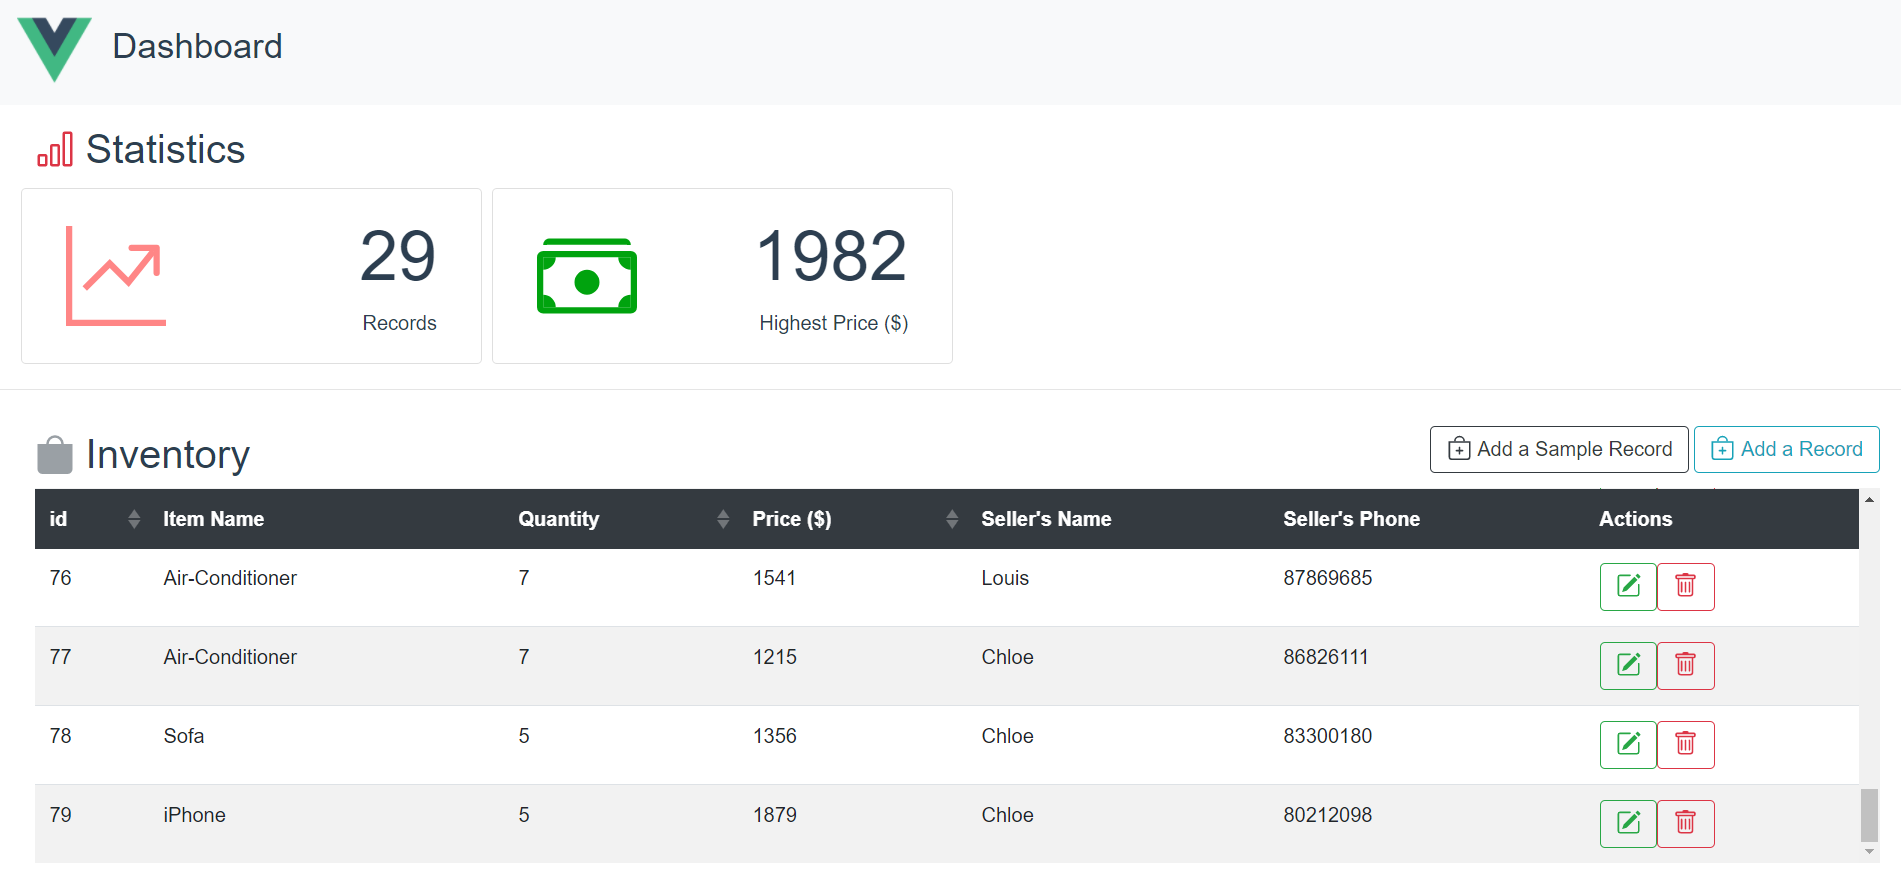 Dashboard
Statistics
29
Records
1982
Highest Price ($)
Inventory
Add a Sample Record
Add a Record
id Item Name Quantity Price ($) Seller's Name Seller's Phone Actions
76 Air-Conditioner 7 1541 Louis 87869685
77 Air-Conditioner 7 1215 Chloe 86826111
78 Sofa 5 1356 Chloe 83300180
79 iPhone 5 1879 Chloe 80212098